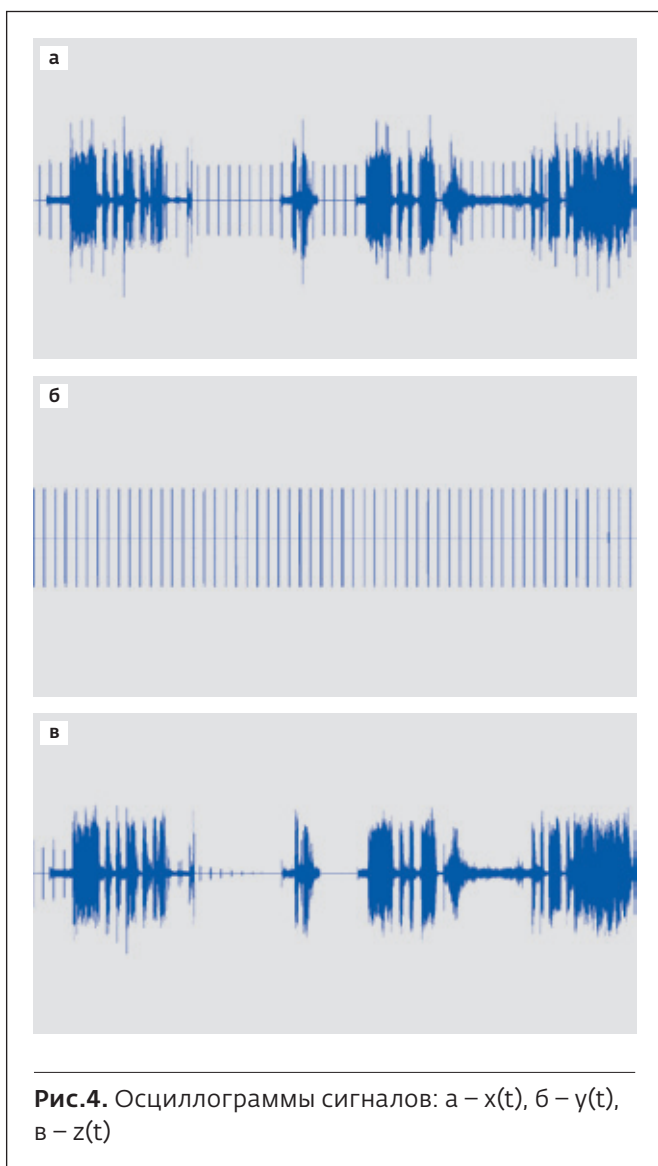 а
б
в
Рис.4. Осциллограммы сигналов: а – x(t), б – y(t),
в – z(t)